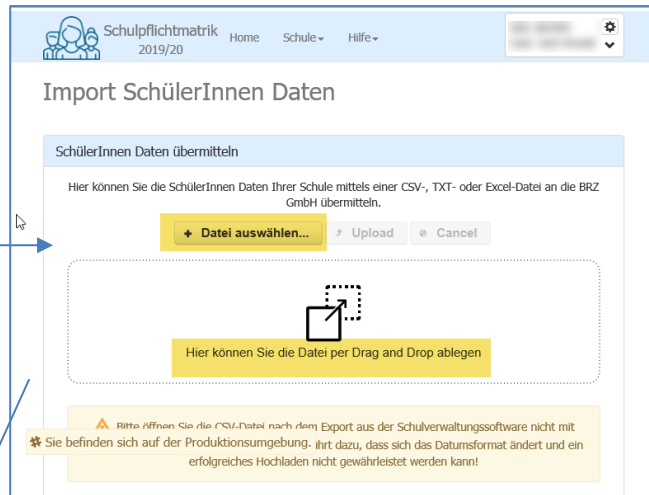 Schulpflichtmatrik
2019/20
Home Schule Hilfe
Import SchülerInnen Daten
SchülerInnen Daten übermitteln
Hier können Sie die SchülerInnen Daten Ihrer Schule mittels einer CSV-, TXT- oder Excel-Datei an die BRZ
GmbH übermitteln.
+ Datei auswählen... Upload Cancel
Hier können Sie die Datei per Drag and Drop ablegen
Bitte öffnen Sie die CSV-Datei nach dem Export aus der Schulverwaltungssoftware nicht mit
Sie befinden sich auf der Produktionsumgebung. ihrt dazu, dass sich das Datumsformat ändert und ein
erfolgreiches Hochladen nicht gewährleistet werden kann!